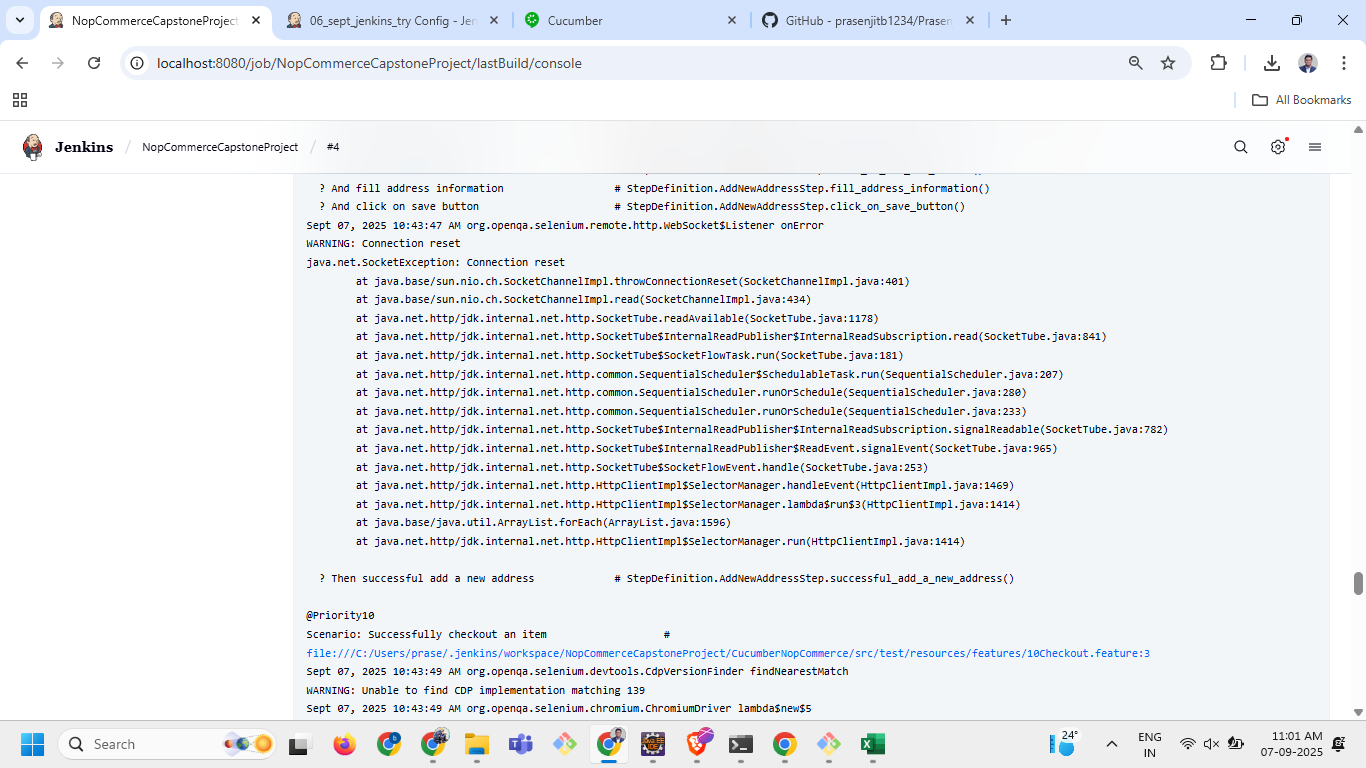 NopCommerceCapstoneProject
06_sept_jenkins_try Config - Jen
Cucumber
GitHub - prasenjitb1234/Prasen
localhost:8080/job/NopCommerceCapstoneProject/lastBuild/console
All Bookmarks
Jenkins / NopCommerceCapstoneProject / #4
? And fill address information # StepDefinition.AddNewAddressStep.fill_address_information()
? And click on save button # StepDefinition.AddNewAddressStep.click_on_save_button()
Sept 07, 2025 10:43:47 AM org.openqa.selenium.remote.http.WebSocket$Listener onError
WARNING: Connection reset
java.net.SocketException: Connection reset
at java.base/sun.nio.ch.SocketChannelImpl.throwConnectionReset(SocketChannelImpl.java:401)
at java.base/sun.nio.ch.SocketChannelImpl.read(SocketChannelImpl.java:434)
at java.net.http/jdk.internal.net.http.SocketTube.readAvailable(SocketTube.java:1178)
at java.net.http/jdk.internal.net.http.SocketTube$InternalReadPublisher$InternalReadSubscription.read(SocketTube.java:841)
at java.net.http/jdk.internal.net.http.SocketTube$SocketFlowTask.run(SocketTube.java:181)
at java.net.http/jdk.internal.net.http.common.SequentialScheduler$SchedulableTask.run(SequentialScheduler.java:207)
at java.net.http/jdk.internal.net.http.common.SequentialScheduler.runOrSchedule(SequentialScheduler.java:280)
at java.net.http/jdk.internal.net.http.common.SequentialScheduler.runOrSchedule(SequentialScheduler.java:233)
at java.net.http/jdk.internal.net.http.SocketTube$InternalReadPublisher$InternalReadSubscription.signalReadable(SocketTube.java:782)
at java.net.http/jdk.internal.net.http.SocketTube$InternalReadPublisher$ReadEvent.signalEvent(SocketTube.java:965)
at java.net.http/jdk.internal.net.http.SocketTube$SocketFlowEvent.handle(SocketTube.java:253)
at java.net.http/jdk.internal.net.http.HttpClientImpl$SelectorManager.handleEvent(HttpClientImpl.java:1469)
at java.net.http/jdk.internal.net.http.HttpClientImpl$SelectorManager.lambda$run$3(HttpClientImpl.java:1414)
at java.base/java.util.ArrayList.forEach(ArrayList.java:1596)
at java.net.http/jdk.internal.net.http.HttpClientImpl$SelectorManager.run(HttpClientImpl.java:1414)
? Then successful add a new address # StepDefinition.AddNewAddressStep.successful_add_a_new_address()
@Priority10
Scenario: Successfully checkout an item #
file:///C:/Users/prase/.jenkins/workspace/NopCommerceCapstoneProject/CucumberNopCommerce/src/test/resources/features/10Checkout.feature:3
Sept 07, 2025 10:43:49 AM org.openqa.selenium.devtools.CdpVersionFinder findNearestMatch
WARNING: Unable to find CDP implementation matching 139
Sept 07, 2025 10:43:49 AM org.openqa.selenium.chromium.ChromiumDriver lambda$new$5
Search
24°
ENG
IN
11:01 AM
07-09-2025